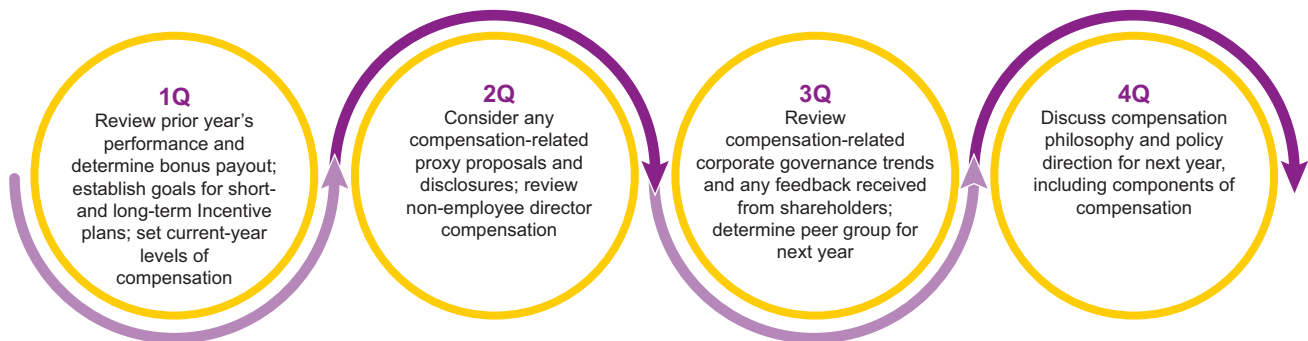 1Q
Review prior year's
performance and
determine bonus payout;
establish goals for short-
and long-term Incentive
plans; set current-year
levels of
compensation
2Q
Consider any
compensation-related
proxy proposals and
disclosures; review
non-employee director
compensation
3Q
Review
compensation-related
corporate governance trends
and any feedback received
from shareholders;
determine peer group for
next year
4Q
Discuss compensation
philosophy and policy
direction for next year,
including components of
compensation